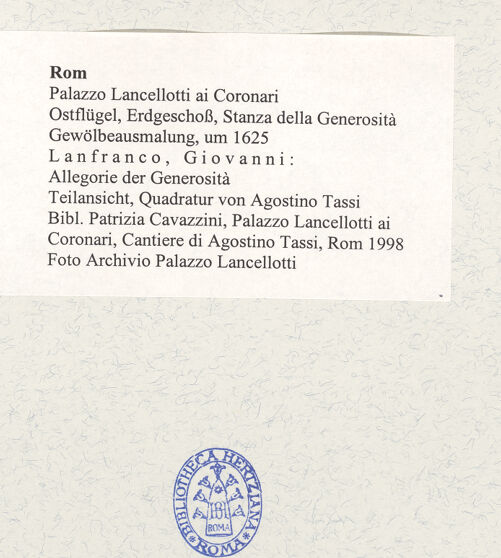 Rom
Palazzo Lancellotti ai Coronari
Ostflügel, Erdgeschoß, Stanza della Generosità
Gewölbeausmalung, um 1625
Lanfranco, Giovanni:
Allegorie der Generosità
Teilansicht, Quadratur von Agostino Tassi
Bibl. Patrizia Cavazzini, Palazzo Lancellotti ai
Coronari, Cantiere di Agostino Tassi, Rom 1998
Foto Archivio Palazzo Lancellotti
BIBLIOTHECA HERTZIANA
BH
ROMA
ROMA